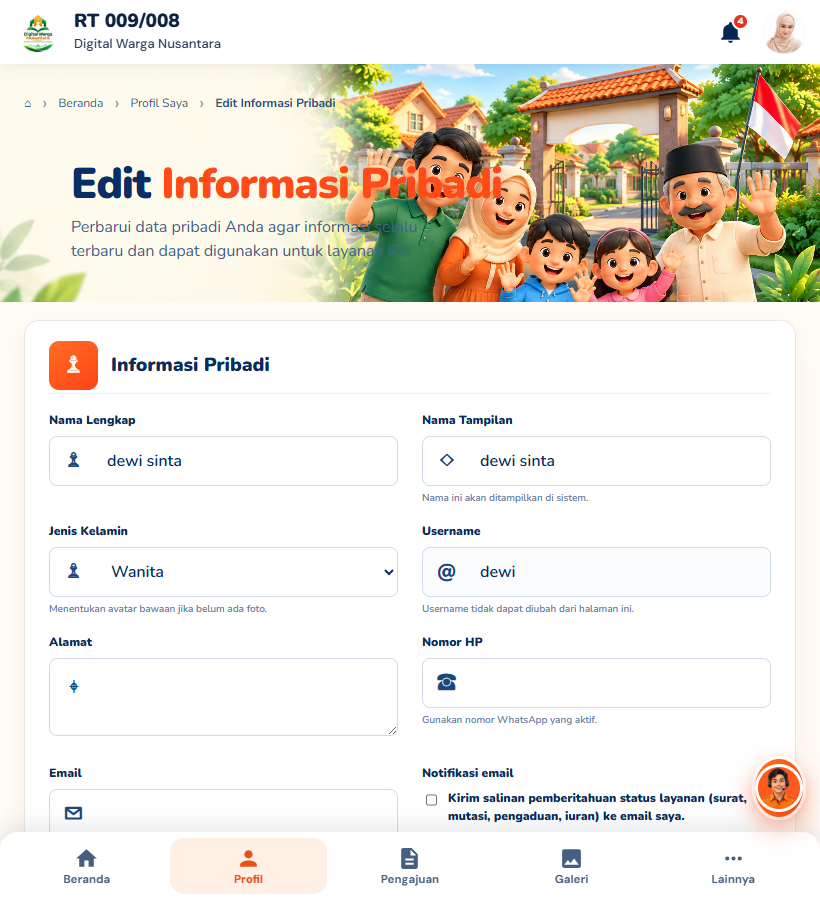 Digital Warga
Nusantara
RT 009/008
Digital Warga Nusantara
4
Beranda › Profil Saya › Edit Informasi Pribadi
Edit Informasi Pribadi
Perbarui data pribadi Anda agar informasi selalu
terbaru dan dapat digunakan untuk layanan
Informasi Pribadi
Nama Lengkap
dewi sinta
Nama Tampilan
dewi sinta
Nama ini akan ditampilkan di sistem.
Jenis Kelamin
Wanita
Menentukan avatar bawaan jika belum ada foto.
Username
@ dewi
Username tidak dapat diubah dari halaman ini.
Alamat
Nomor HP
Gunakan nomor WhatsApp yang aktif.
Email
Notifikasi email
Kirim salinan pemberitahuan status layanan (surat,
mutasi, pengaduan, iuran) ke email saya.
Beranda
Profil
Pengajuan
Galeri
Lainnya